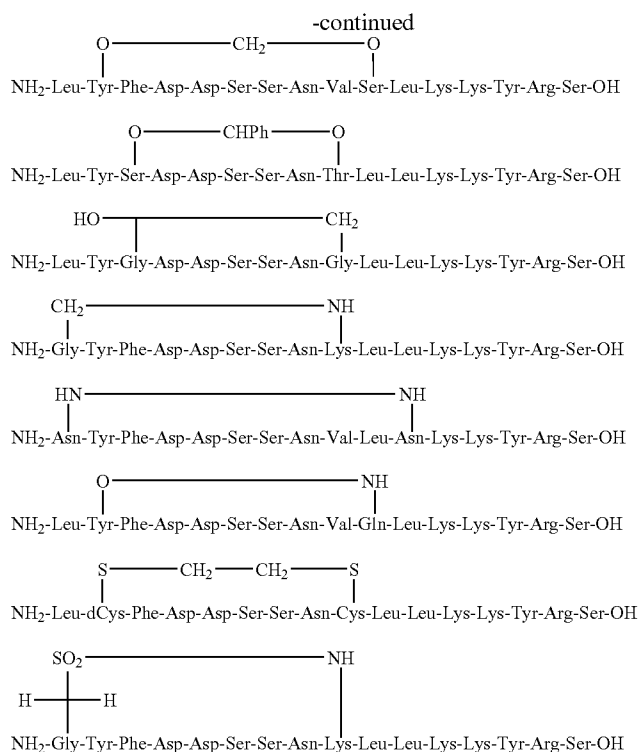 -continued
O CH₂ O
NH₂-Leu-Tyr-Phe-Asp-Asp-Ser-Ser-Asn-Val-Ser-Leu-Lys-Lys-Tyr-Arg-Ser-OH
O CHPh O
NH₂-Leu-Tyr-Ser-Asp-Asp-Ser-Ser-Asn-Thr-Leu-Leu-Lys-Lys-Tyr-Arg-Ser-OH
HO CH₂
NH₂-Leu-Tyr-Gly-Asp-Asp-Ser-Ser-Asn-Gly-Leu-Leu-Lys-Lys-Tyr-Arg-Ser-OH
CH₂ NH
NH₂-Gly-Tyr-Phe-Asp-Asp-Ser-Ser-Asn-Lys-Leu-Leu-Lys-Lys-Tyr-Arg-Ser-OH
HN NH
NH₂-Asn-Tyr-Phe-Asp-Asp-Ser-Ser-Asn-Val-Leu-Asn-Lys-Lys-Tyr-Arg-Ser-OH
O NH
NH₂-Leu-Tyr-Phe-Asp-Asp-Ser-Ser-Asn-Val-Gln-Leu-Lys-Lys-Tyr-Arg-Ser-OH
S CH₂ CH₂ S
NH₂-Leu-dCys-Phe-Asp-Asp-Ser-Ser-Asn-Cys-Leu-Leu-Lys-Lys-Tyr-Arg-Ser-OH
SO₂ NH
H H
NH₂-Gly-Tyr-Phe-Asp-Asp-Ser-Ser-Asn-Lys-Leu-Leu-Lys-Lys-Tyr-Arg-Ser-OH